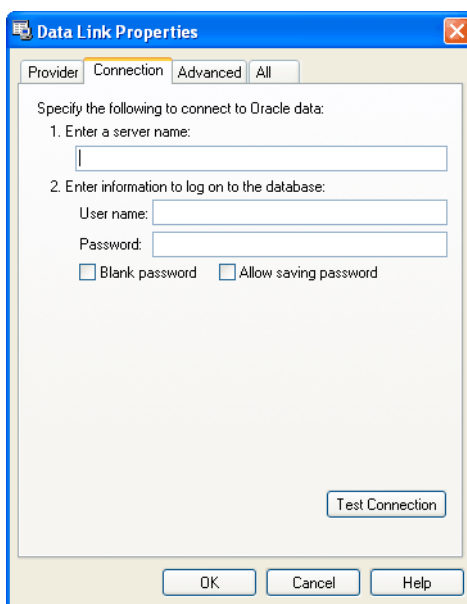 Data Link Properties
Provider Connection Advanced All
Specify the following to connect to Oracle data:
1. Enter a server name:
2. Enter information to log on to the database:
User name:
Password:
Blank password Allow saving password
Test Connection
OK Cancel Help